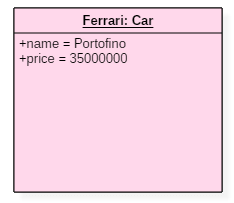 Ferrari: Car
+name = Portofino
+price = 35000000